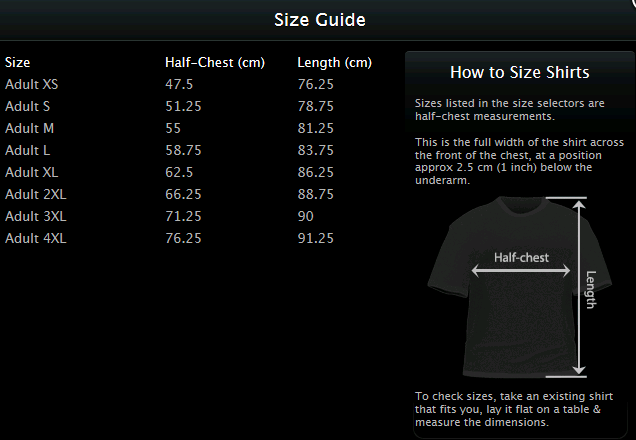 Size Guide
Size Half-Chest (cm) Length (cm)
Adult XS 47.5 76.25
Adult S 51.25 78.75
Adult M 55 81.25
Adult L 58.75 83.75
Adult XL 62.5 86.25
Adult 2XL 66.25 88.75
Adult 3XL 71.25 90
Adult 4XL 76.25 91.25
How to Size Shirts
Sizes listed in the size selectors are
half-chest measurements.
This is the full width of the shirt across
the front of the chest, at a position
approx 2.5 cm (1 inch) below the
underarm.
Half-chest
Length
To check sizes, take an existing shirt
that fits you, lay it flat on a table &
measure the dimensions.